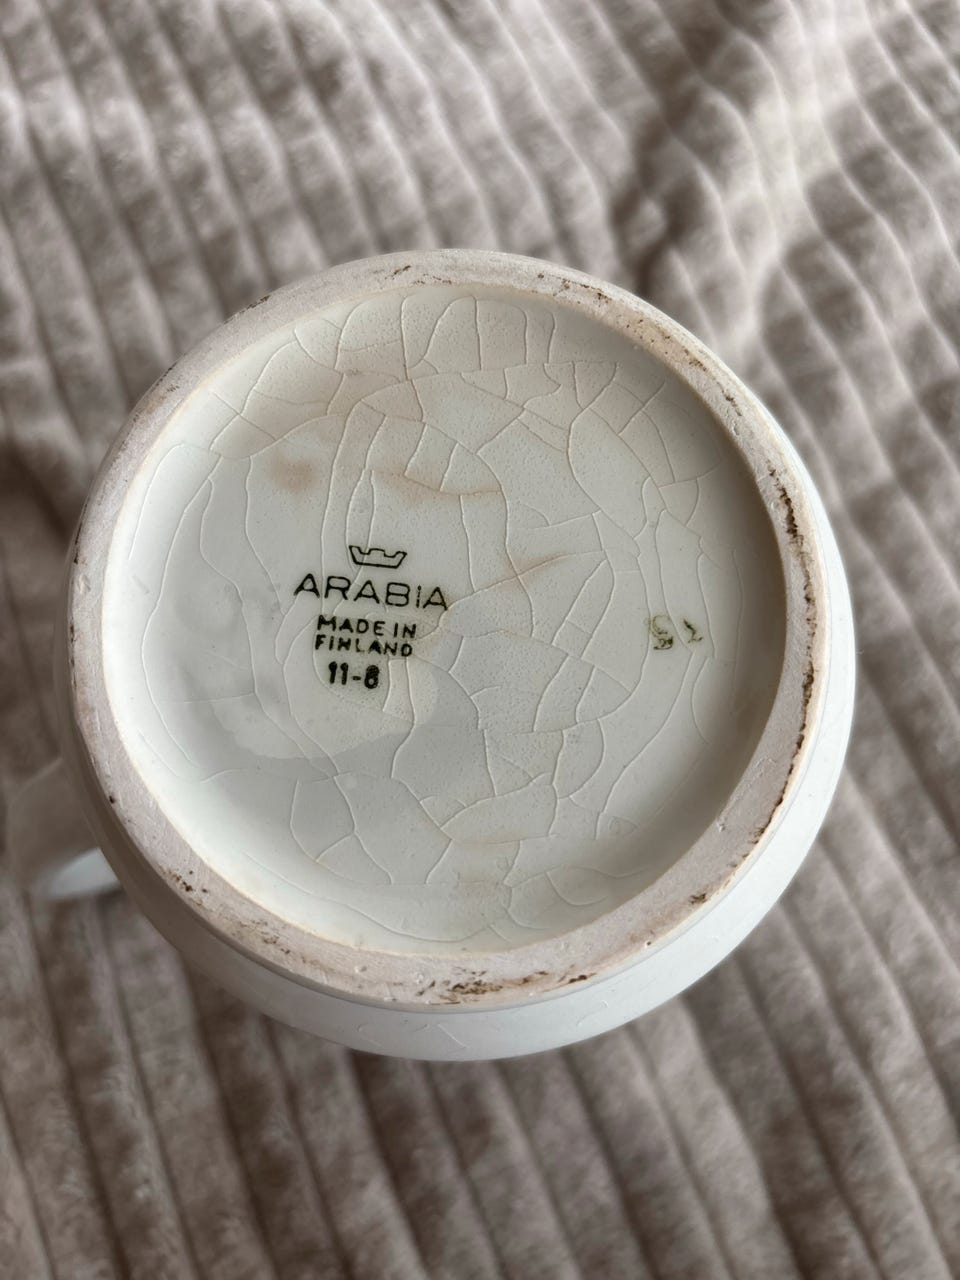 ARABIA
MADE IN
FINLAND
11-8